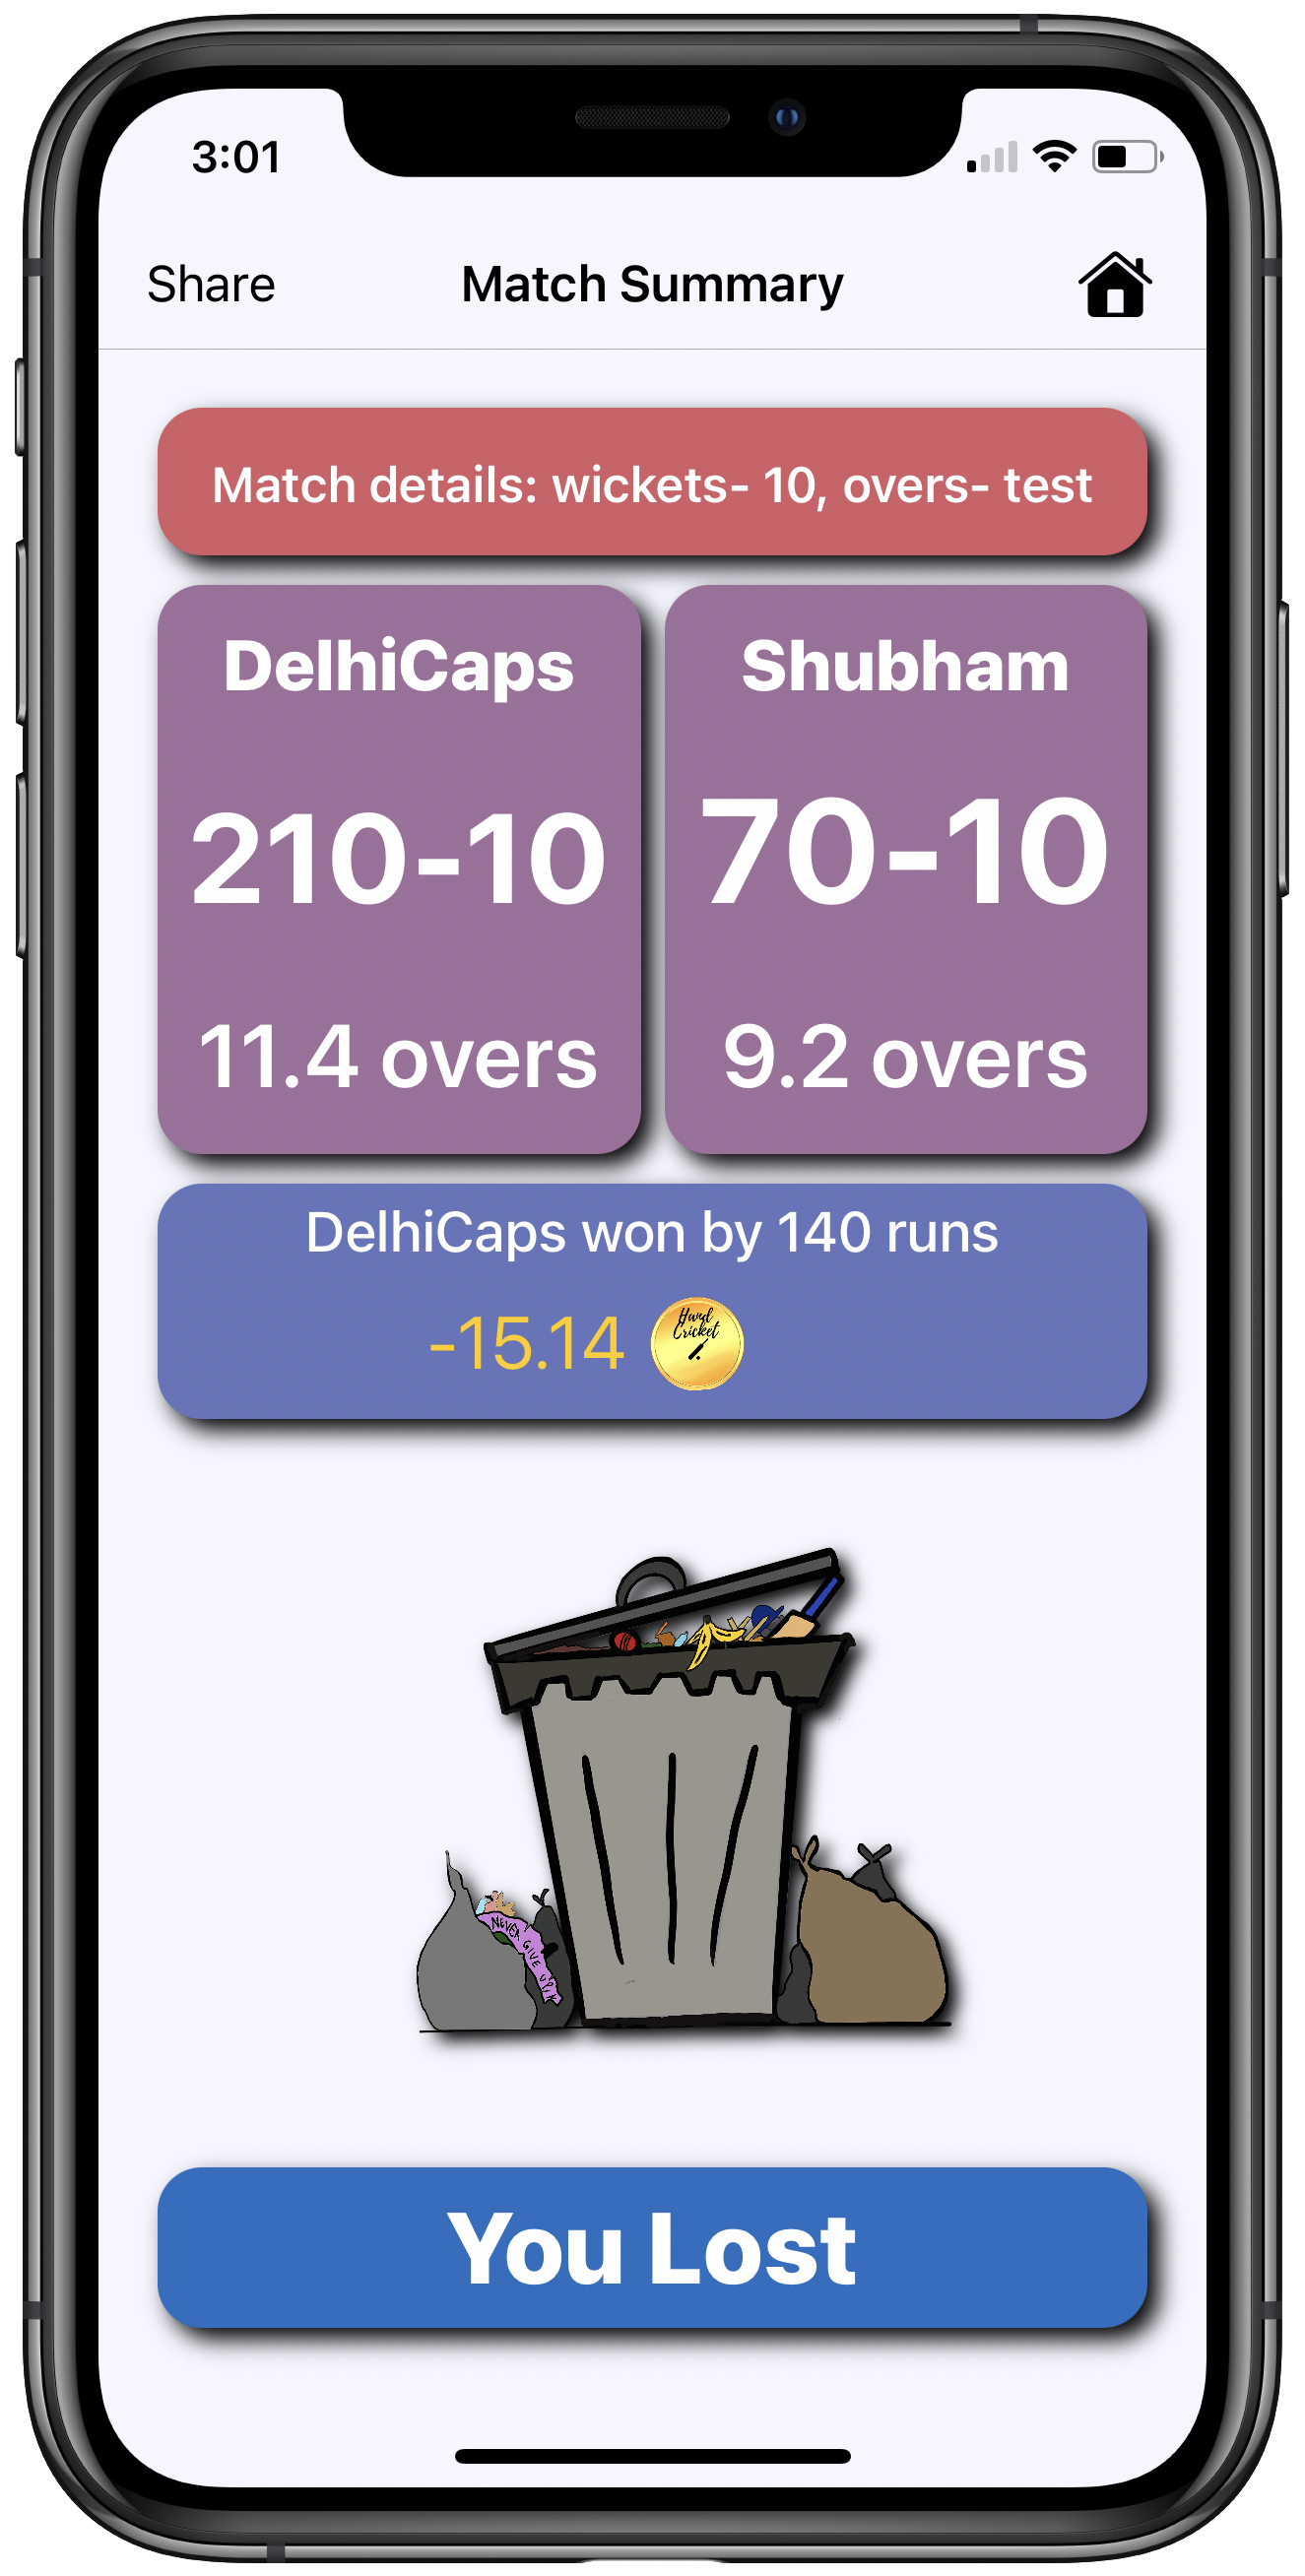 3:01
Share
Match Summary
Match details: wickets- 10, overs- test
DelhiCaps
210-10
11.4 overs
Shubham
70-10
9.2 overs
DelhiCaps won by 140 runs
-15.14
Hand
Cricket
NEVER GIVE UP!
You Lost